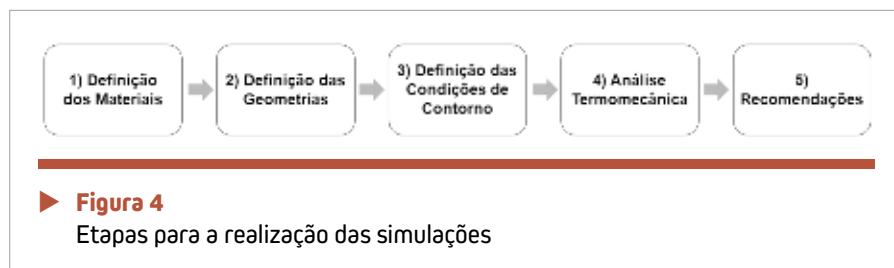 1) Definição
dos Materiais
2) Definição das
Geometrias
3) Definição das
Condições de
Contorno
4) Análise
Termomecânica
5)
Recomendações
Figura 4
Etapas para a realização das simulações